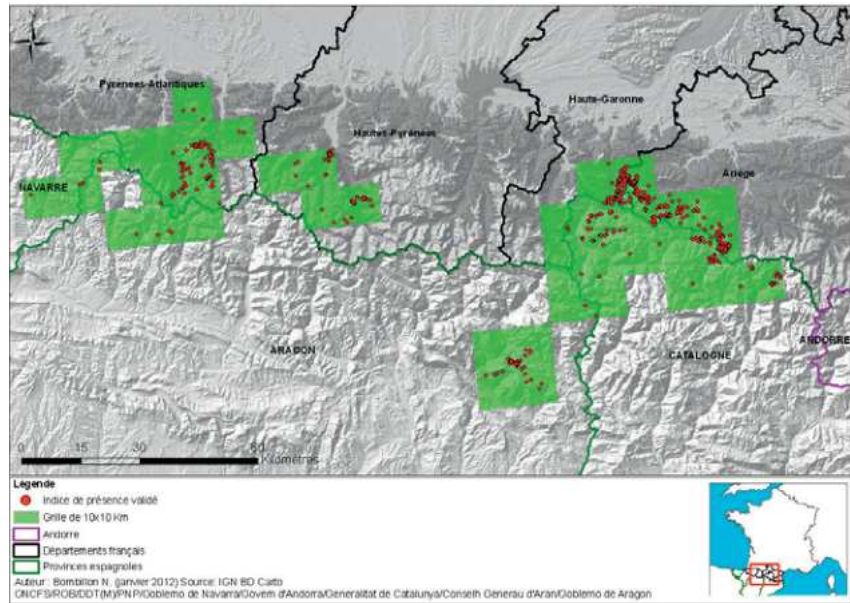 Pyrenees-Atlantiques
Haute-Garonne
Hautes-Pyrénées
Ariege
NAVARRE
ARAGON
CATALOGNE
ANDORRE
0 15 30 60
Kilomètres
Légende
Indice de présence validé
Grille de 10x10 Km
Andorre
Départements français
Provinces espagnoles
Auteur : Bombillon N. (janvier 2012) Source: IGN BD Carto
ONCFS/ROB/DDT(M)/PNP/Gobierno de Navarra/Govern d'Andorra/Generalitat de Catalunya/Conselh Generau d'Aran/Gobierno de Aragon